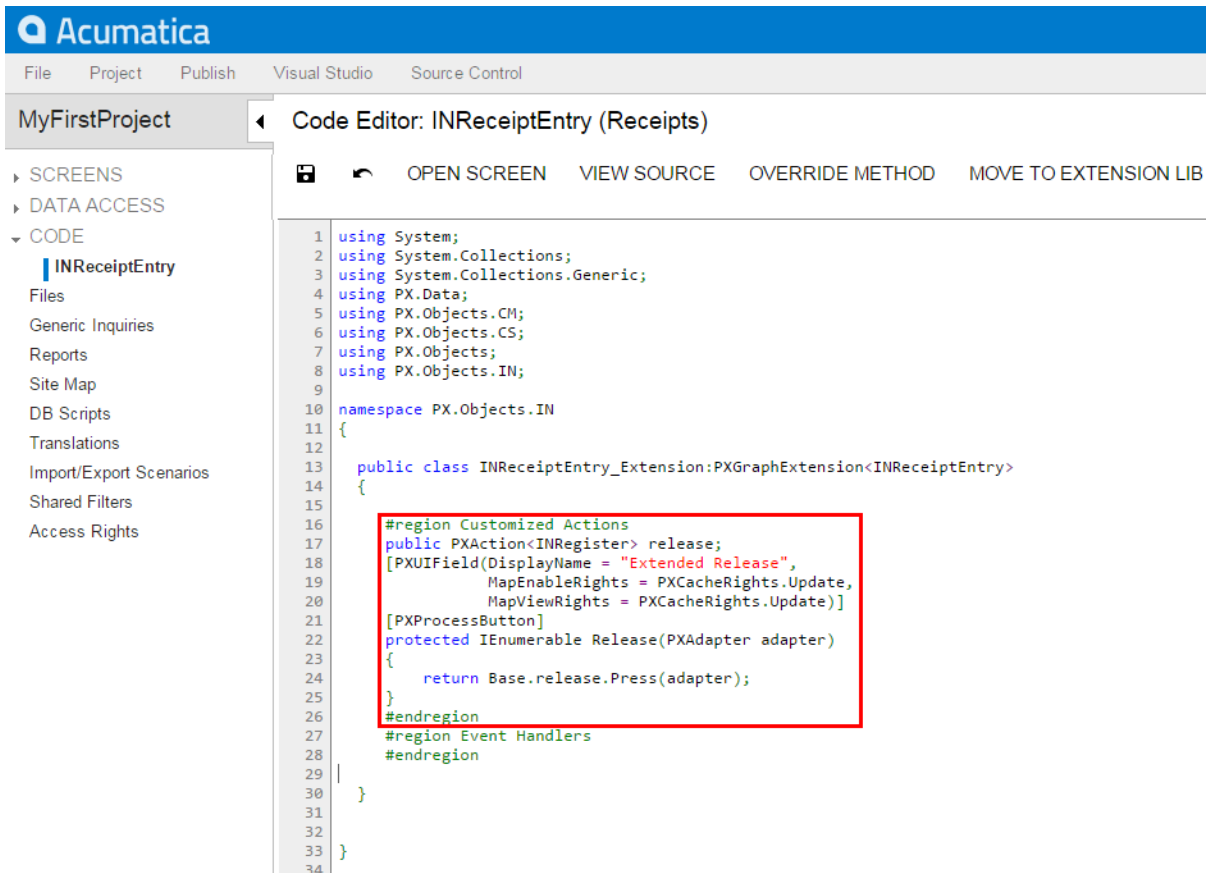 Acumatica
File Project Publish Visual Studio Source Control
MyFirstProject
Code Editor: INReceiptEntry (Receipts)
SCREENS
DATA ACCESS
CODE
INReceiptEntry
Files
Generic Inquiries
Reports
Site Map
DB Scripts
Translations
Import/Export Scenarios
Shared Filters
Access Rights
OPEN SCREEN VIEW SOURCE OVERRIDE METHOD MOVE TO EXTENSION LIB
1 using System;
2 using System.Collections;
3 using System.Collections.Generic;
4 using PX.Data;
5 using PX.Objects.CM;
6 using PX.Objects.CS;
7 using PX.Objects;
8 using PX.Objects.IN;
9
10 namespace PX.Objects.IN
11 {
12
13 public class INReceiptEntry_Extension:PXGraphExtension<INReceiptEntry>
14 {
15
16 #region Customized Actions
17 public PXAction<INRegister> release;
18 [PXUIField(DisplayName = "Extended Release",
19 MapEnableRights = PXCacheRights.Update,
20 MapViewRights = PXCacheRights.Update)]
21 [PXProcessButton]
22 protected IEnumerable Release(PXAdapter adapter)
23 {
24 return Base.release.Press(adapter);
25 }
26 #endregion
27 #region Event Handlers
28 #endregion
29
30 }
31
32
33 }
34